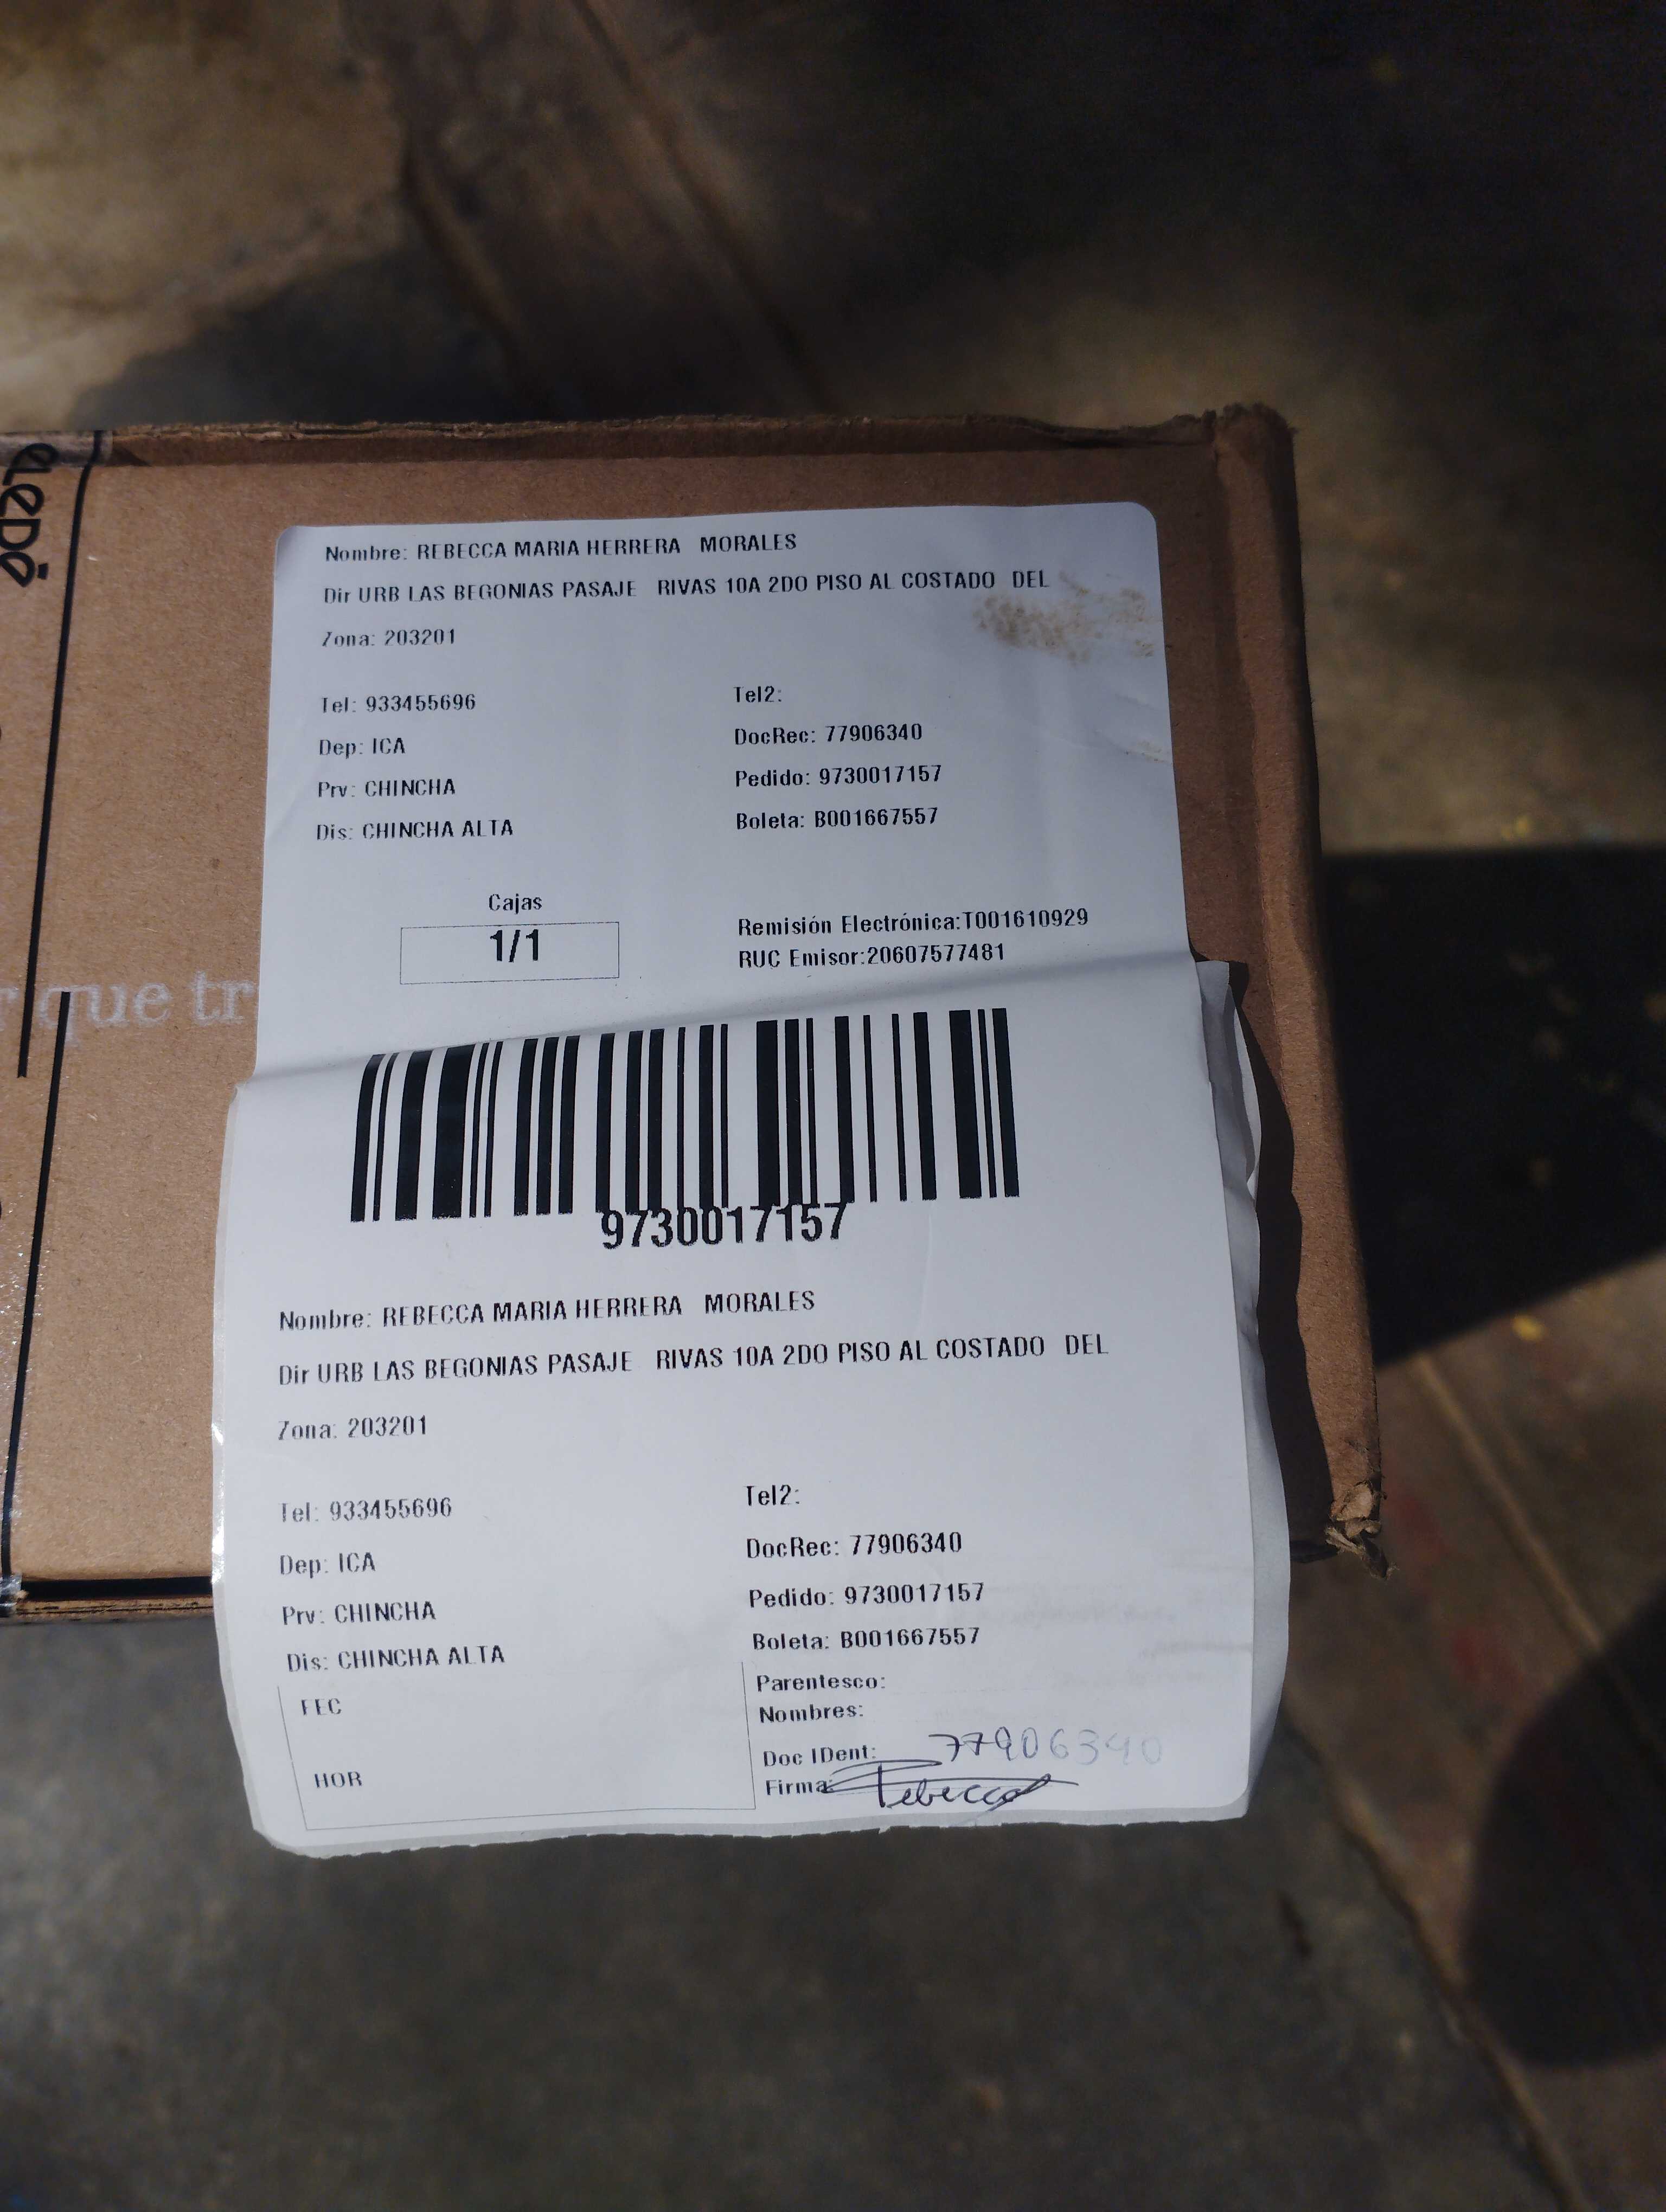 Nombre: REBECCA MARIA HERRERA MORALES
Dir URB LAS BEGONIAS PASAJE RIVAS 10A 2DO PISO AL COSTADO DEL
Zona: 203201
Tel: 933455696 Tel2:
Dep: ICA DocRec: 77906340
Prv: CHINCHA Pedido: 9730017157
Dis: CHINCHA ALTA Boleta: B001667557
Cajas
1/1
Remisión Electrónica:T001610929
RUC Emisor:20607577481
que tr
9730017157
Nombre: REBECCA MARIA HERRERA MORALES
Dir URB LAS BEGONIAS PASAJE RIVAS 10A 2DO PISO AL COSTADO DEL
Zona: 203201
Tel: 933455696 Tel2:
Dep: ICA DocRec: 77906340
Prv: CHINCHA Pedido: 9730017157
Dis: CHINCHA ALTA Boleta: B001667557
FEC
HOR
Parentesco:
Nombres:
Doc IDent: 77906340
Firma: Rebecca